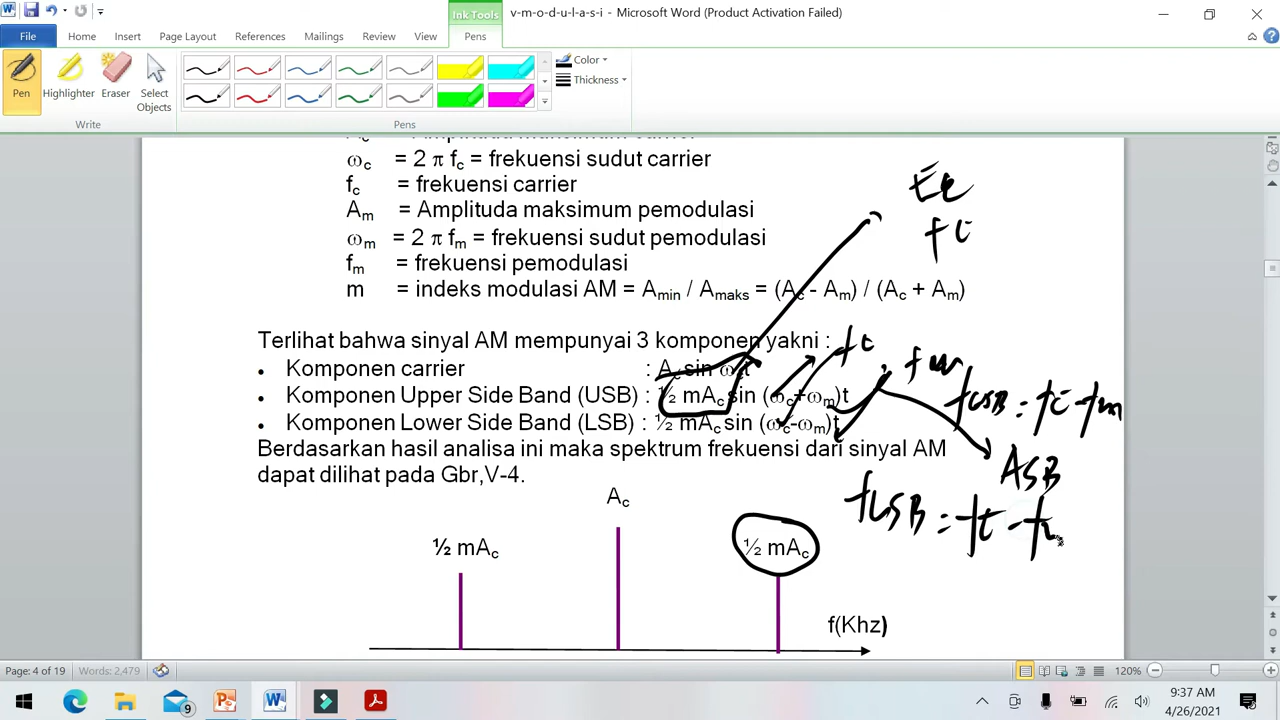 Ink Tools
v-m-o-d-u-l-a-s-i - Microsoft Word (Product Activation Failed)
File Home Insert Page Layout References Mailings Review View Pens
Pen Highlighter Eraser Select Objects
Color
Thickness
Write Pens
ωc = 2 π fc = frekuensi sudut carrier
fc = frekuensi carrier
Am = Amplituda maksimum pemodulasi
ωm = 2 π fm = frekuensi sudut pemodulasi
fm = frekuensi pemodulasi
m = indeks modulasi AM = Amin / Amaks = (Ac - Am) / (Ac + Am)
Ec
fc
Terlihat bahwa sinyal AM mempunyai 3 komponen yakni :
• Komponen carrier : Ac sin ωct
• Komponen Upper Side Band (USB) : ½ mAc sin (ωc+ωm)t
• Komponen Lower Side Band (LSB) : ½ mAc sin (ωc-ωm)t
fc
fm
fLSB = fc - fm
ASB
fLSB = fc - f
Berdasarkan hasil analisa ini maka spektrum frekuensi dari sinyal AM
dapat dilihat pada Gbr,V-4.
Ac
½ mAc ½ mAc
f(Khz)
Page: 4 of 19 Words: 2,479 120%
9
9:37 AM
4/26/2021